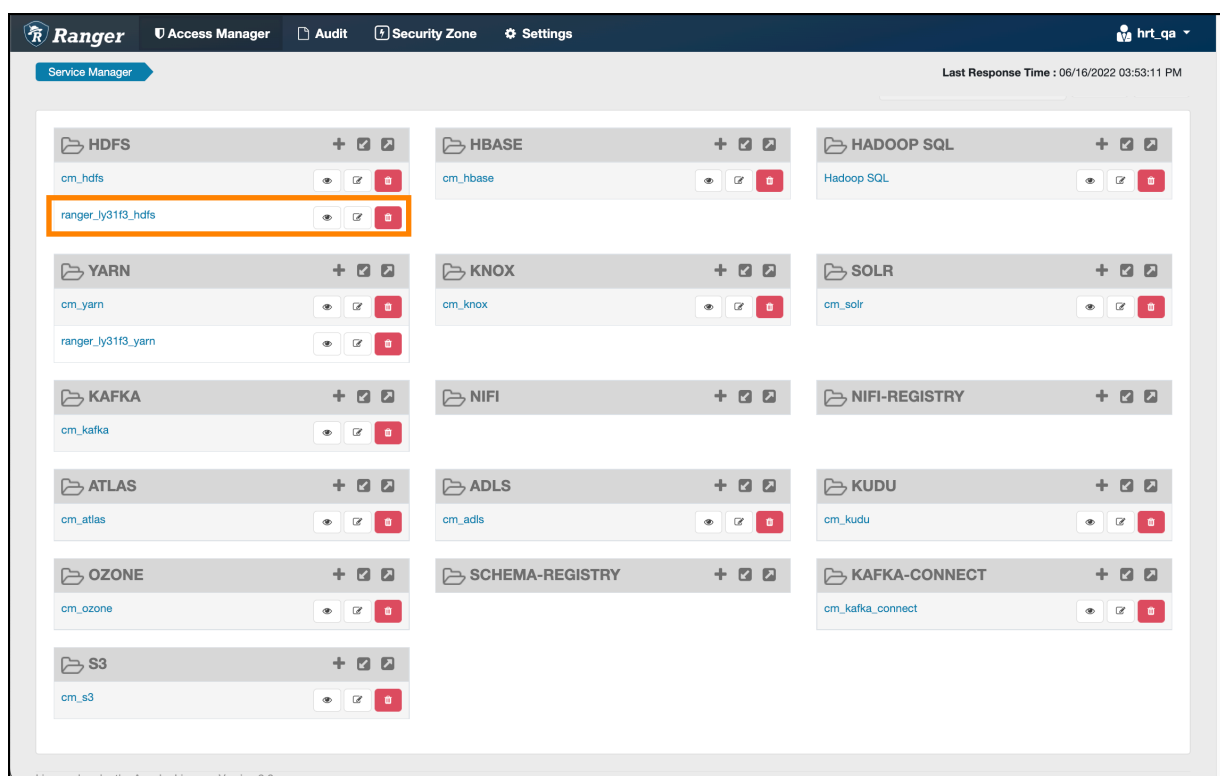 Ranger Access Manager Audit Security Zone Settings hrt_qa
Service Manager Last Response Time : 06/16/2022 03:53:11 PM
HDFS HBASE HADOOP SQL
cm_hdfs cm_hbase Hadoop SQL
ranger_ly31f3_hdfs
YARN KNOX SOLR
cm_yarn cm_knox cm_solr
ranger_ly31f3_yarn
KAFKA NIFI NIFI-REGISTRY
cm_kafka
ATLAS ADLS KUDU
cm_atlas cm_adls cm_kudu
OZONE SCHEMA-REGISTRY KAFKA-CONNECT
cm_ozone cm_kafka_connect
S3
cm_s3